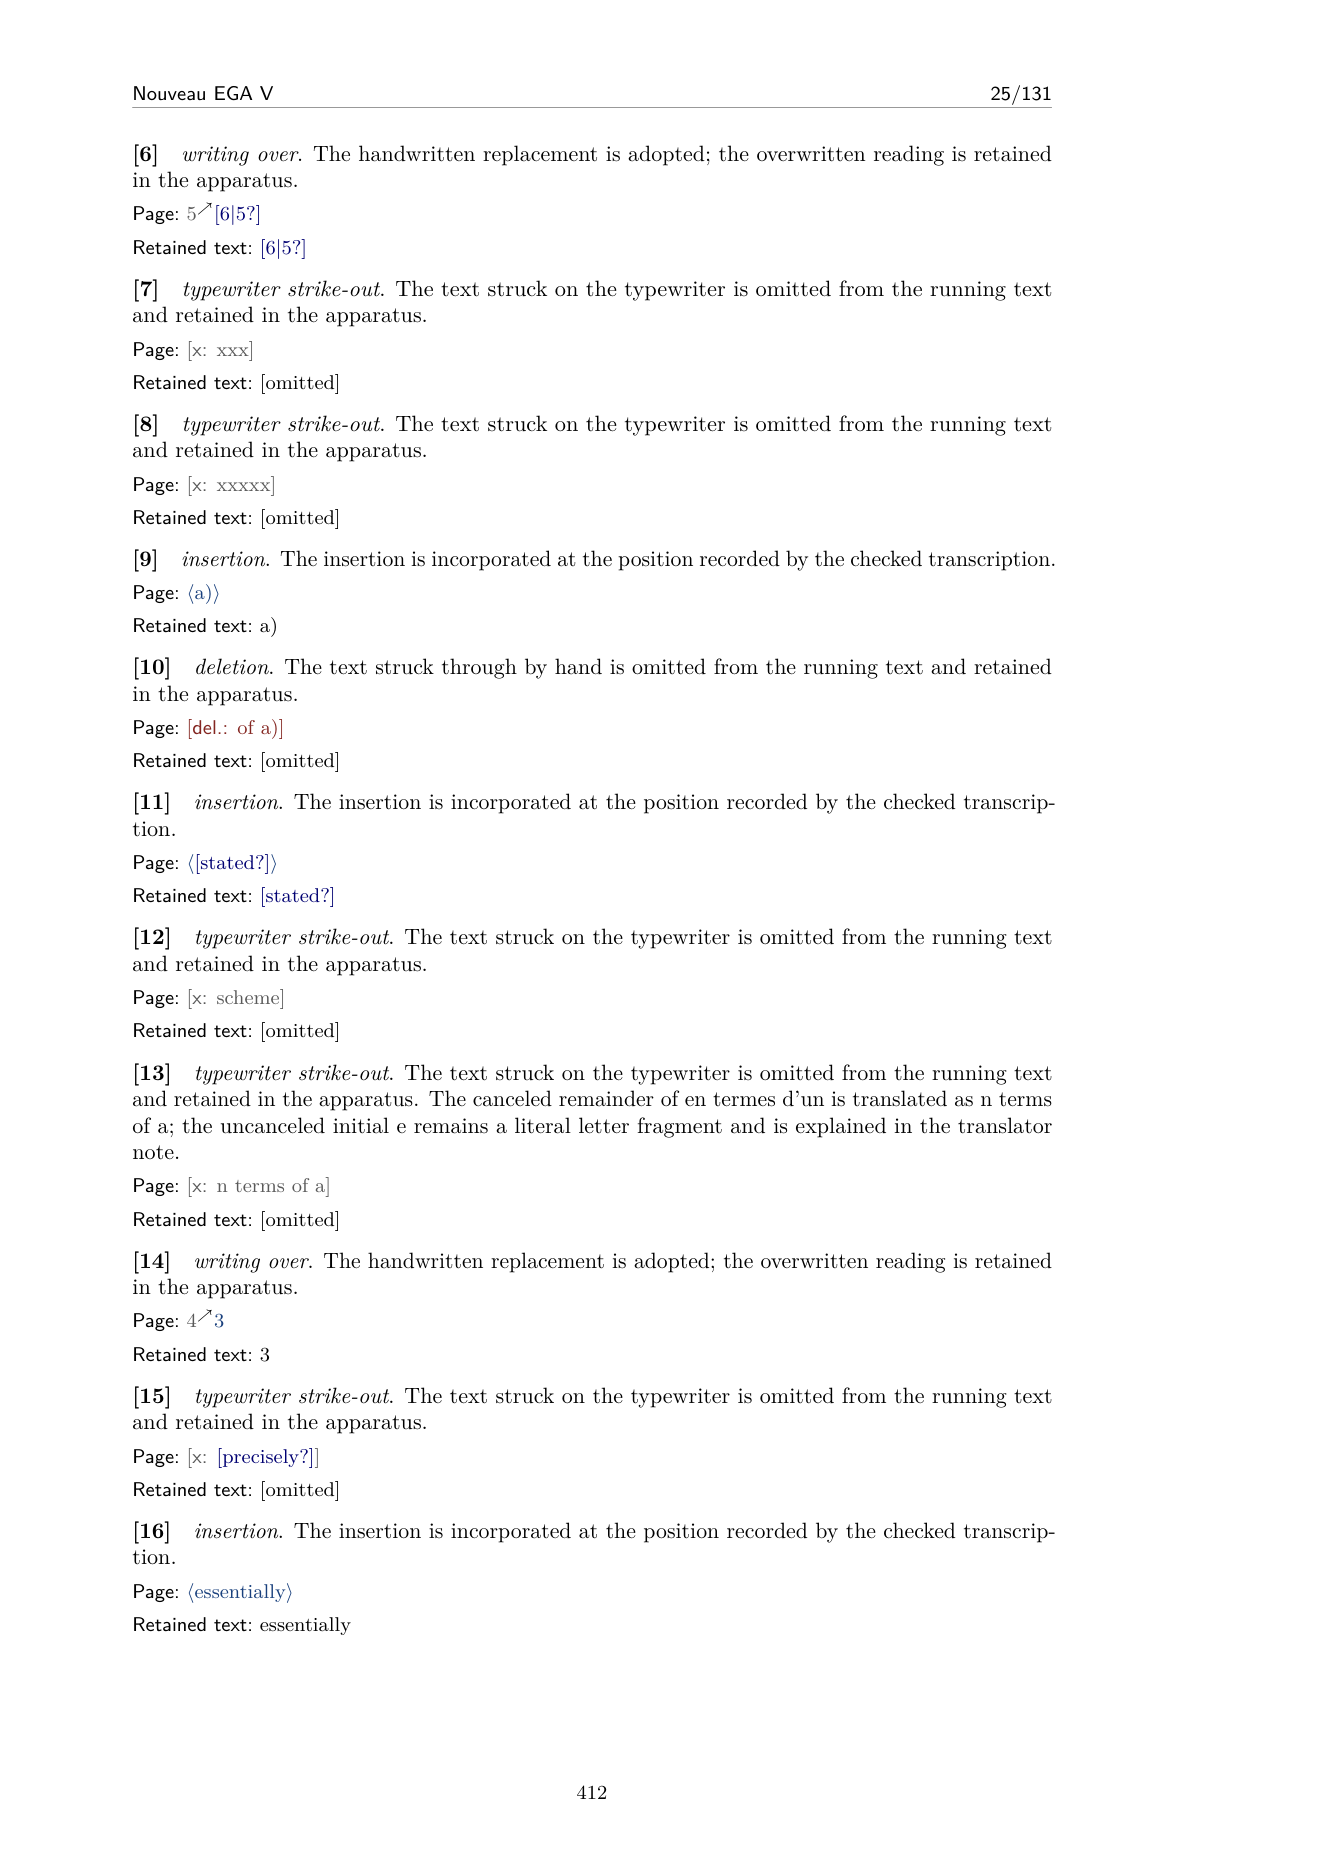 Nouveau EGA V 25/131
[6] writing over. The handwritten replacement is adopted; the overwritten reading is retained
in the apparatus.
Page: 5↗[6|5?]
Retained text: [6|5?]
[7] typewriter strike-out. The text struck on the typewriter is omitted from the running text
and retained in the apparatus.
Page: [x: xxx]
Retained text: [omitted]
[8] typewriter strike-out. The text struck on the typewriter is omitted from the running text
and retained in the apparatus.
Page: [x: xxxxx]
Retained text: [omitted]
[9] insertion. The insertion is incorporated at the position recorded by the checked transcription.
Page: ⟨a)⟩
Retained text: a)
[10] deletion. The text struck through by hand is omitted from the running text and retained
in the apparatus.
Page: [del.: of a)]
Retained text: [omitted]
[11] insertion. The insertion is incorporated at the position recorded by the checked transcrip-
tion.
Page: ⟨[stated?]⟩
Retained text: [stated?]
[12] typewriter strike-out. The text struck on the typewriter is omitted from the running text
and retained in the apparatus.
Page: [x: scheme]
Retained text: [omitted]
[13] typewriter strike-out. The text struck on the typewriter is omitted from the running text
and retained in the apparatus. The canceled remainder of en termes d'un is translated as n terms
of a; the uncanceled initial e remains a literal letter fragment and is explained in the translator
note.
Page: [x: n terms of a]
Retained text: [omitted]
[14] writing over. The handwritten replacement is adopted; the overwritten reading is retained
in the apparatus.
Page: 4↗3
Retained text: 3
[15] typewriter strike-out. The text struck on the typewriter is omitted from the running text
and retained in the apparatus.
Page: [x: [precisely?]]
Retained text: [omitted]
[16] insertion. The insertion is incorporated at the position recorded by the checked transcrip-
tion.
Page: ⟨essentially⟩
Retained text: essentially
412